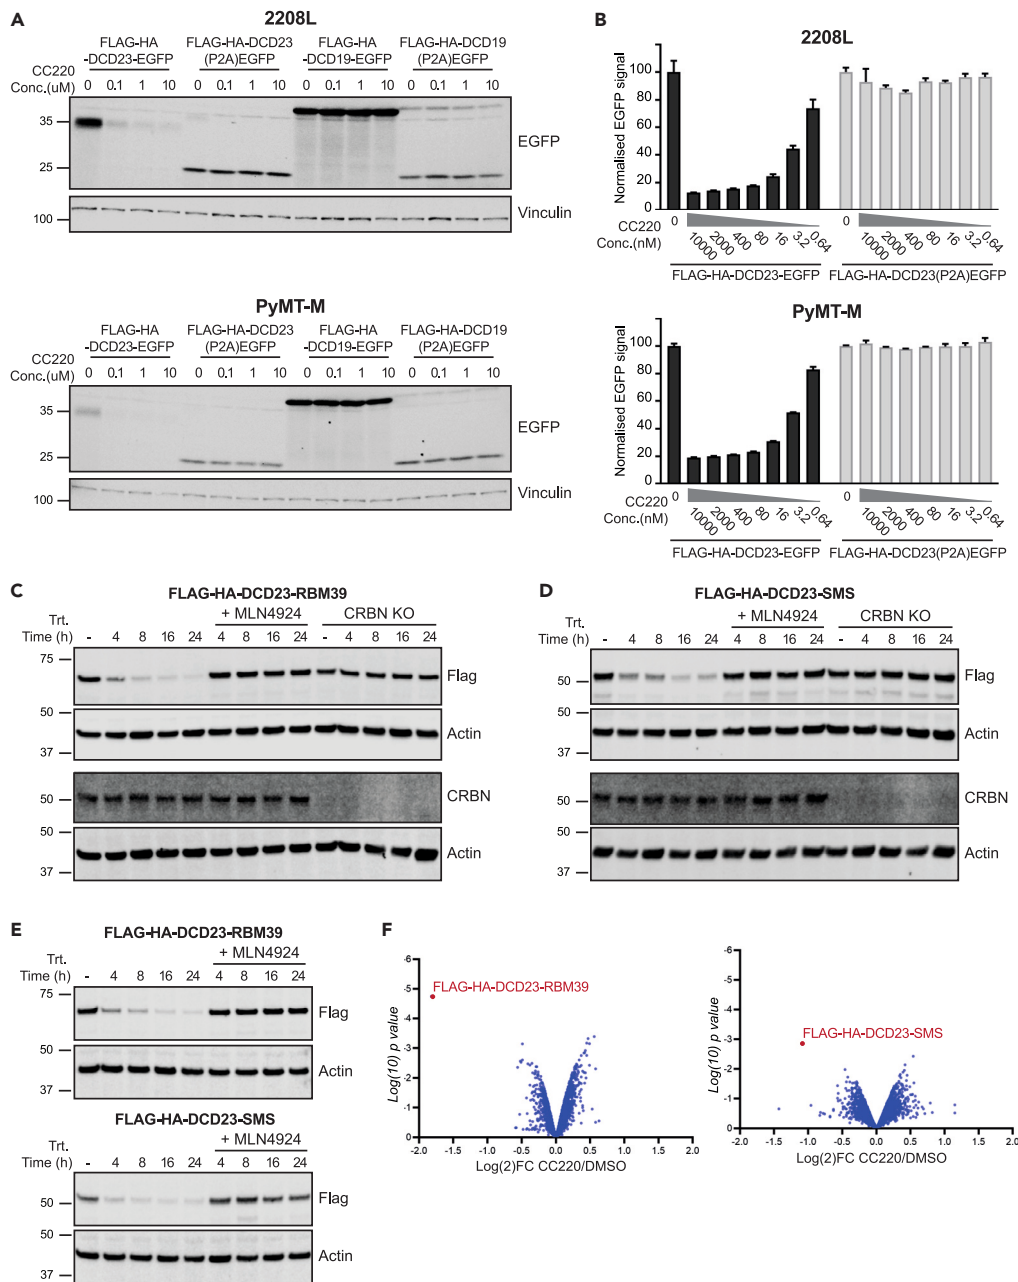 A
2208L
FLAG-HA
-DCD23-EGFP
FLAG-HA-DCD23
(P2A)EGFP
FLAG-HA
-DCD19-EGFP
FLAG-HA-DCD19
(P2A)EGFP
CC220
Conc.(uM)
0 0.1 1 10 0 0.1 1 10 0 0.1 1 10 0 0.1 1 10
35
25
EGFP
100
Vinculin
PyMT-M
FLAG-HA
-DCD23-EGFP
FLAG-HA-DCD23
(P2A)EGFP
FLAG-HA
-DCD19-EGFP
FLAG-HA-DCD19
(P2A)EGFP
CC220
Conc.(uM)
0 0.1 1 10 0 0.1 1 10 0 0.1 1 10 0 0.1 1 10
35
25
EGFP
100
Vinculin
B
2208L
Normalised EGFP signal
100
80
60
40
20
0
CC220
Conc.(nM)
0 10000 2000 400 80 16 3.2 0.64
0 10000 2000 400 80 16 3.2 0.64
FLAG-HA-DCD23-EGFP
FLAG-HA-DCD23(P2A)EGFP
PyMT-M
Normalised EGFP signal
100
80
60
40
20
0
CC220
Conc.(nM)
0 10000 2000 400 80 16 3.2 0.64
0 10000 2000 400 80 16 3.2 0.64
FLAG-HA-DCD23-EGFP
FLAG-HA-DCD23(P2A)EGFP
C
FLAG-HA-DCD23-RBM39
Trt.
+ MLN4924
CRBN KO
Time (h)
- 4 8 16 24 4 8 16 24 - 4 8 16 24
75
Flag
50
Actin
37
50
CRBN
50
Actin
37
D
FLAG-HA-DCD23-SMS
Trt.
+ MLN4924
CRBN KO
Time (h)
- 4 8 16 24 4 8 16 24 - 4 8 16 24
50
Flag
50
Actin
37
50
CRBN
50
Actin
37
E
FLAG-HA-DCD23-RBM39
Trt.
+ MLN4924
Time (h)
- 4 8 16 24 4 8 16 24
75
Flag
50
Actin
37
FLAG-HA-DCD23-SMS
Trt.
+ MLN4924
Time (h)
- 4 8 16 24 4 8 16 24
50
Flag
50
Actin
37
F
-6
-5
-4
-3
-2
-1
0
Log(10) p value
FLAG-HA-DCD23-RBM39
-2.0 -1.5 -1.0 -0.5 0.0 0.5 1.0 1.5 2.0
Log(2)FC CC220/DMSO
-6
-5
-4
-3
-2
-1
0
Log(10) p value
FLAG-HA-DCD23-SMS
-2.0 -1.5 -1.0 -0.5 0.0 0.5 1.0 1.5 2.0
Log(2)FC CC220/DMSO